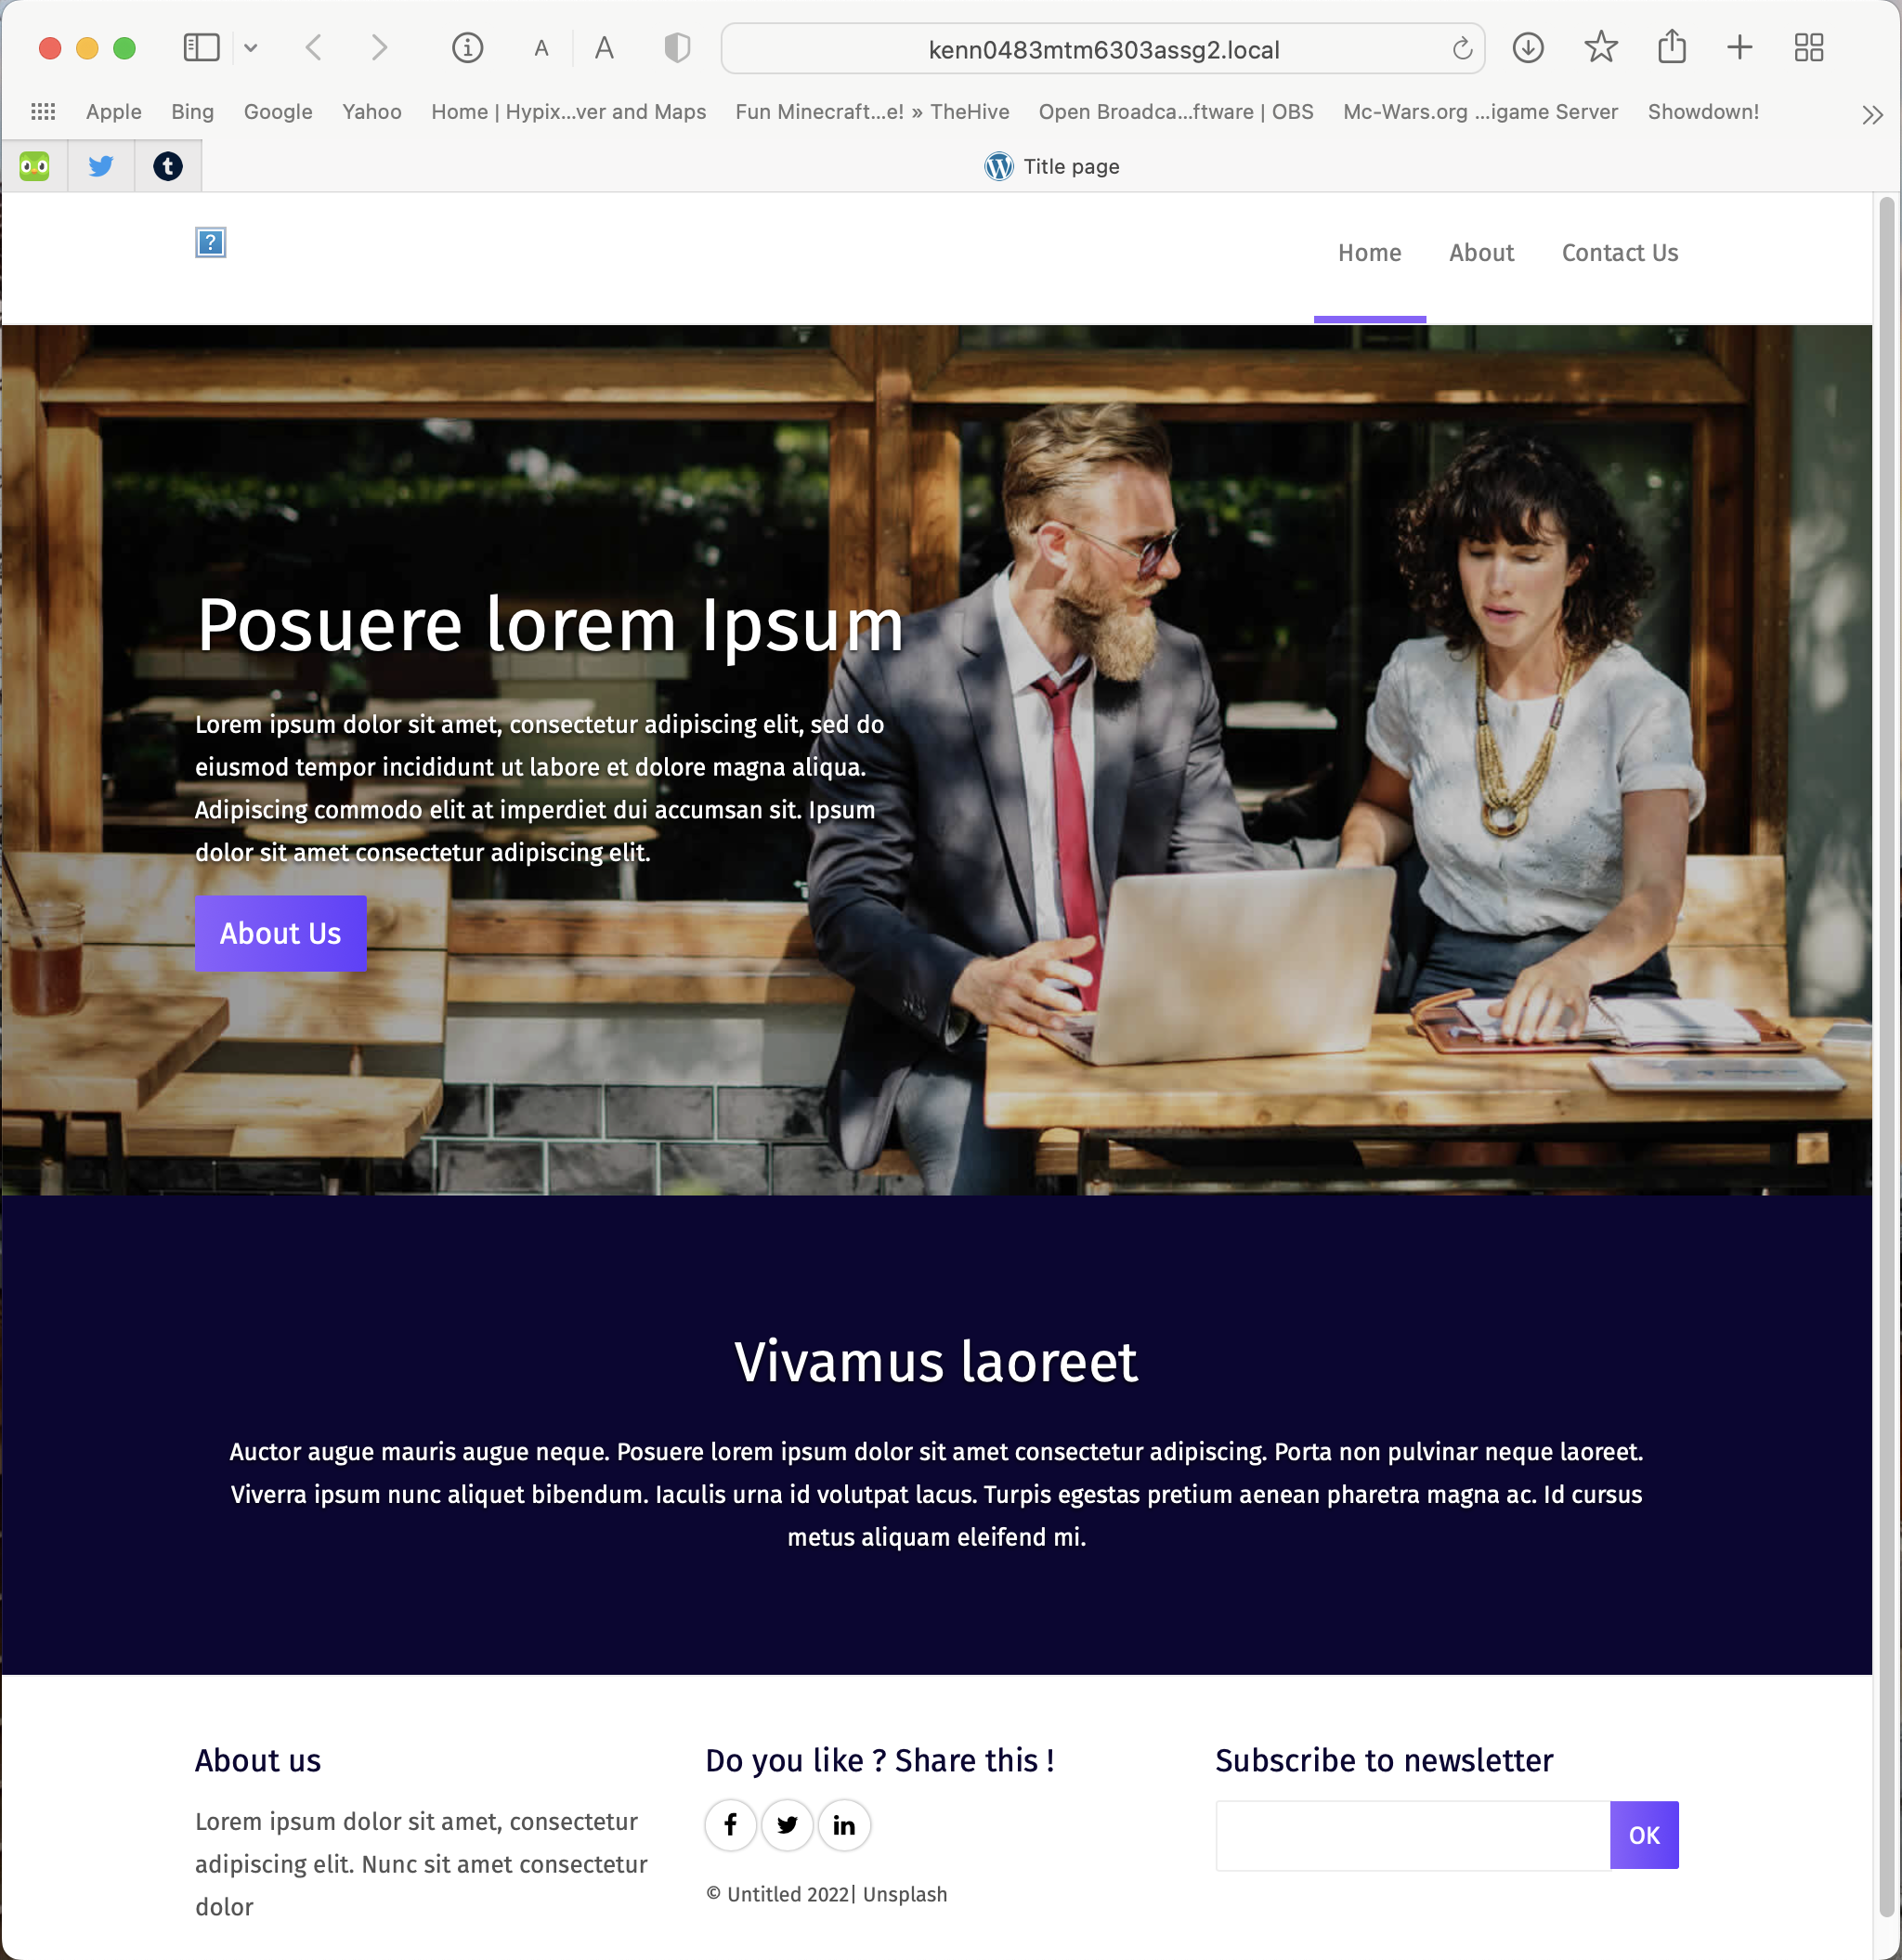 A A kenn0483mtm6303assg2.local
Apple Bing Google Yahoo Home | Hypix...ver and Maps Fun Minecraft...e! » TheHive Open Broadca...ftware | OBS Mc-Wars.org ...igame Server Showdown!
Title page
Home About Contact Us
Posuere lorem Ipsum
Lorem ipsum dolor sit amet, consectetur adipiscing elit, sed do
eiusmod tempor incididunt ut labore et dolore magna aliqua.
Adipiscing commodo elit at imperdiet dui accumsan sit. Ipsum
dolor sit amet consectetur adipiscing elit.
About Us
Vivamus laoreet
Auctor augue mauris augue neque. Posuere lorem ipsum dolor sit amet consectetur adipiscing. Porta non pulvinar neque laoreet.
Viverra ipsum nunc aliquet bibendum. Iaculis urna id volutpat lacus. Turpis egestas pretium aenean pharetra magna ac. Id cursus
metus aliquam eleifend mi.
About us
Lorem ipsum dolor sit amet, consectetur
adipiscing elit. Nunc sit amet consectetur
dolor
Do you like ? Share this !
© Untitled 2022| Unsplash
Subscribe to newsletter
OK